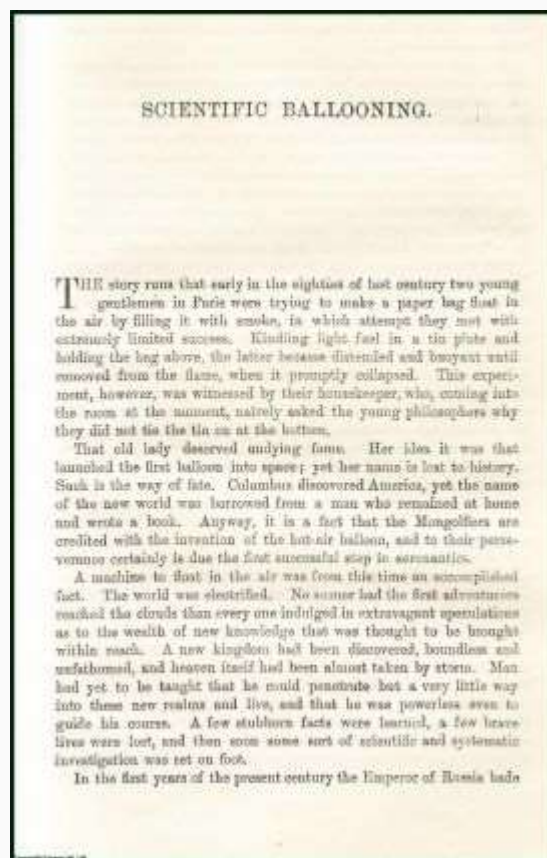 SCIENTIFIC BALLOONING.
THE story runs that early in the eighties of last century two young
gentlemen in Paris were trying to make a paper bag float in
the air by filling it with smoke, in which attempt they met with
extremely limited success. Kindling light fuel in a tin plate and
holding the bag above, the latter became distended and buoyant until
removed from the flame, when it promptly collapsed. This experi-
ment, however, was witnessed by their housekeeper, who, coming into
the room at the moment, naively asked the young philosophers why
they did not tie the tin on at the bottom.
That old lady deserved undying fame. Her idea it was that
launched the first balloon into space; yet her name is lost to history.
Such is the way of fate. Columbus discovered America, yet the name
of the new world was borrowed from a man who remained at home
and wrote a book. Anyway, it is a fact that the Mongolfiers are
credited with the invention of the hot-air balloon, and to their perse-
verance certainly is due the first successful step in aeronautics.
A machine to float in the air was from this time an accomplished
fact. The world was electrified. No sooner had the first adventurers
reached the clouds than every one indulged in extravagant speculations
as to the wealth of new knowledge that was thought to be brought
within reach. A new kingdom had been discovered, boundless and
unfathomed, and heaven itself had been almost taken by storm. Man
had yet to be taught that he could penetrate but a very little way
into these new realms and live, and that he was powerless even to
guide his course. A few stubborn facts were learned, a few brave
lives were lost, and then soon some sort of scientific and systematic
investigation was set on foot.
In the first years of the present century the Emperor of Russia bade